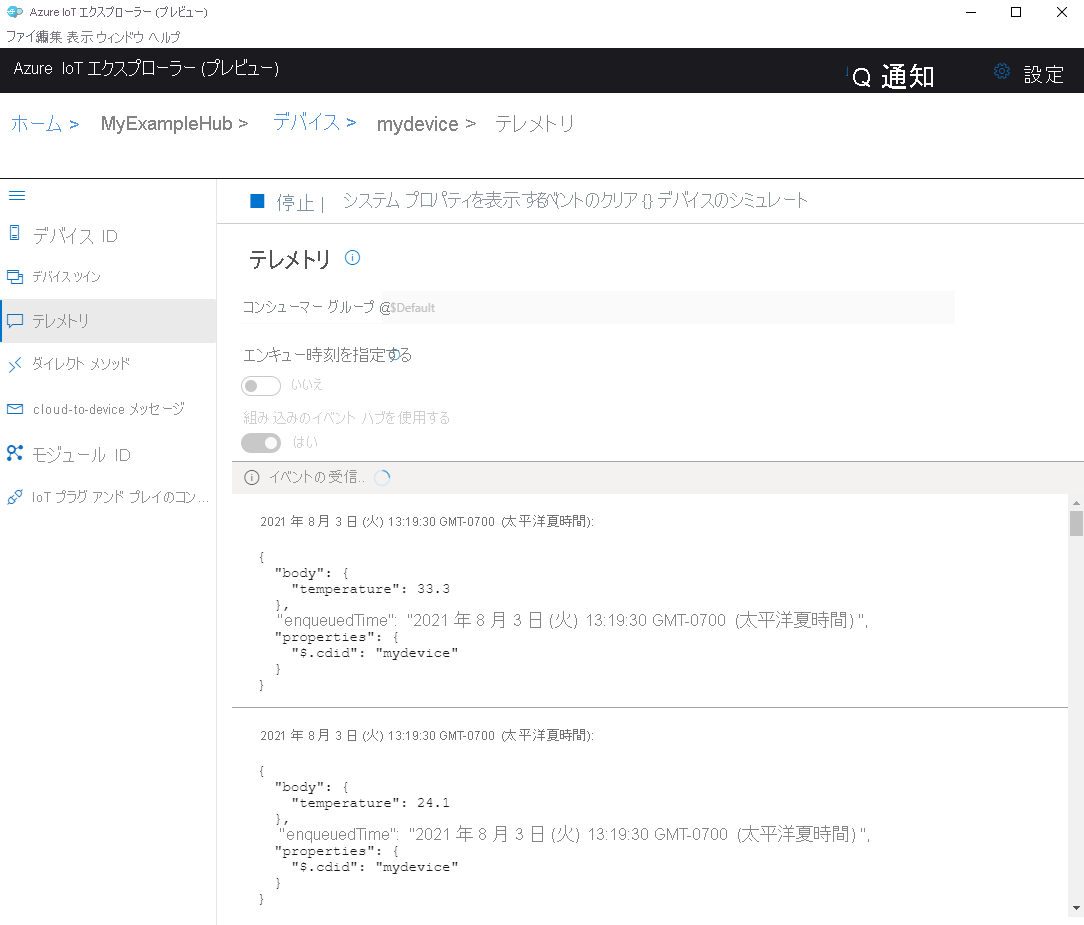 Azure IoT エクスプローラー (プレビュー)
ファイ編集 表示 ウィンドウ ヘルプ
Azure IoT エクスプローラー (プレビュー) Q 通知 設定
ホーム > MyExampleHub > デバイス > mydevice > テレメトリ
停止 | システム プロパティを表示するイベントのクリア {} デバイスのシミュレート
デバイス ID
デバイス ツイン
テレメトリ
ダイレクト メソッド
cloud-to-device メッセージ
モジュール ID
IoT プラグ アンド プレイのコン...
テレメトリ
コンシューマー グループ @ $Default
エンキュー時刻を指定する
いいえ
組み込みのイベント ハブを使用する
はい
イベントの受信..
2021 年 8 月 3 日 (火) 13:19:30 GMT-0700 (太平洋夏時間):
{
"body": {
"temperature": 33.3
},
"enqueuedTime": "2021 年 8 月 3 日 (火) 13:19:30 GMT-0700 (太平洋夏時間) ",
"properties": {
"$.cdid": "mydevice"
}
}
2021 年 8 月 3 日 (火) 13:19:30 GMT-0700 (太平洋夏時間):
{
"body": {
"temperature": 24.1
},
"enqueuedTime": "2021 年 8 月 3 日 (火) 13:19:30 GMT-0700 (太平洋夏時間) ",
"properties": {
"$.cdid": "mydevice"
}
}